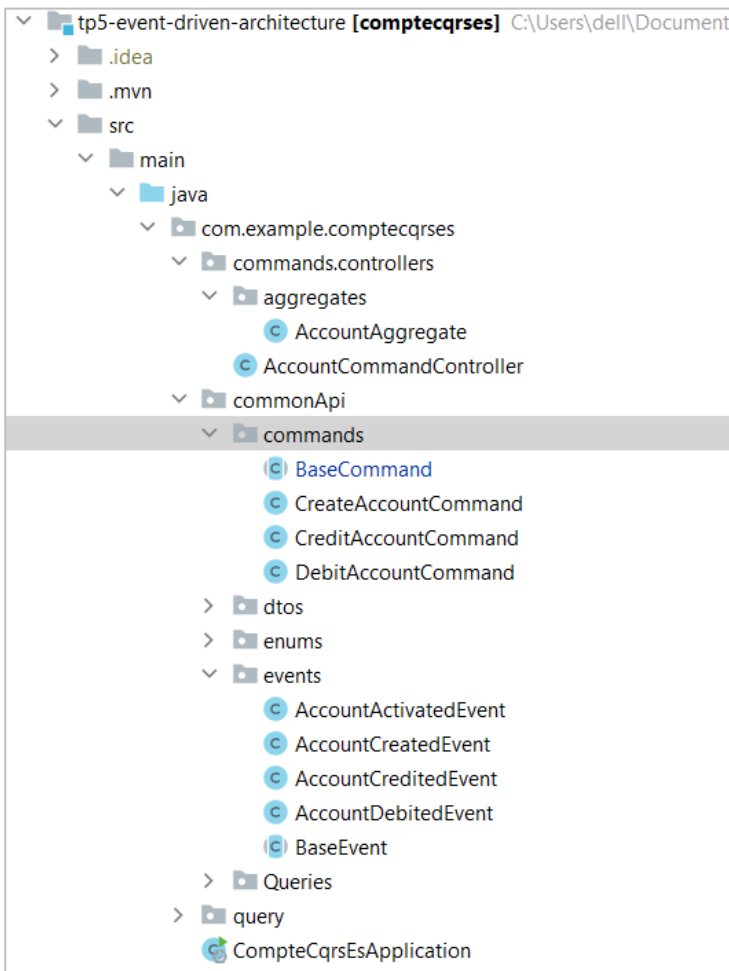 tp5-event-driven-architecture [comptecqrses] C:\Users\dell\Document
.idea
.mvn
src
main
java
com.example.comptecqrses
commands.controllers
aggregates
C AccountAggregate
C AccountCommandController
commonApi
commands
C BaseCommand
C CreateAccountCommand
C CreditAccountCommand
C DebitAccountCommand
dtos
enums
events
C AccountActivatedEvent
C AccountCreatedEvent
C AccountCreditedEvent
C AccountDebitedEvent
C BaseEvent
Queries
query
C CompteCqrsEsApplication